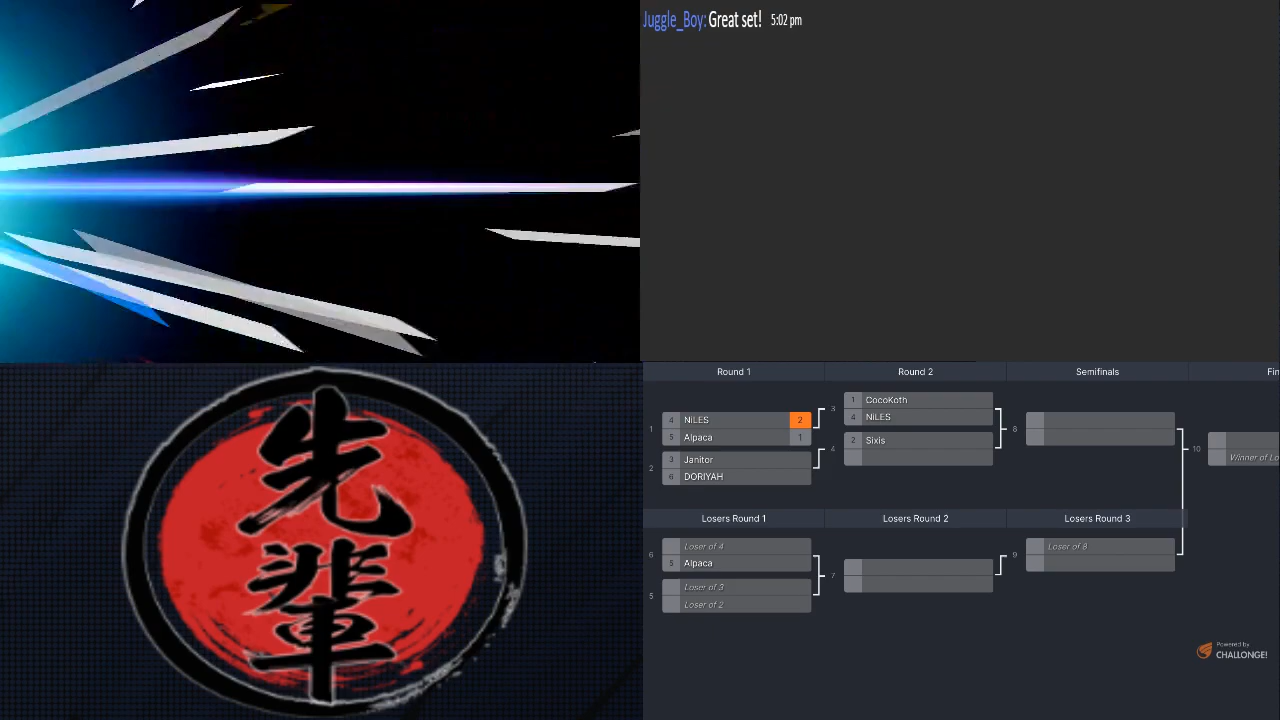 Juggle_Boy: Great set! 5:02 pm
先輩
Round 1
Round 2
Semifinals
Fin
1
4 NiLES 2
5 Alpaca 1
2
3 Janitor
6 DORIYAH
3
1 CocoKoth
4 NiLES
4
2 Sixis
8
10
Winner of Lo
Losers Round 1
Losers Round 2
Losers Round 3
6
Loser of 4
5 Alpaca
5
Loser of 3
Loser of 2
7
9
Loser of 8
Powered by
CHALLONGE!